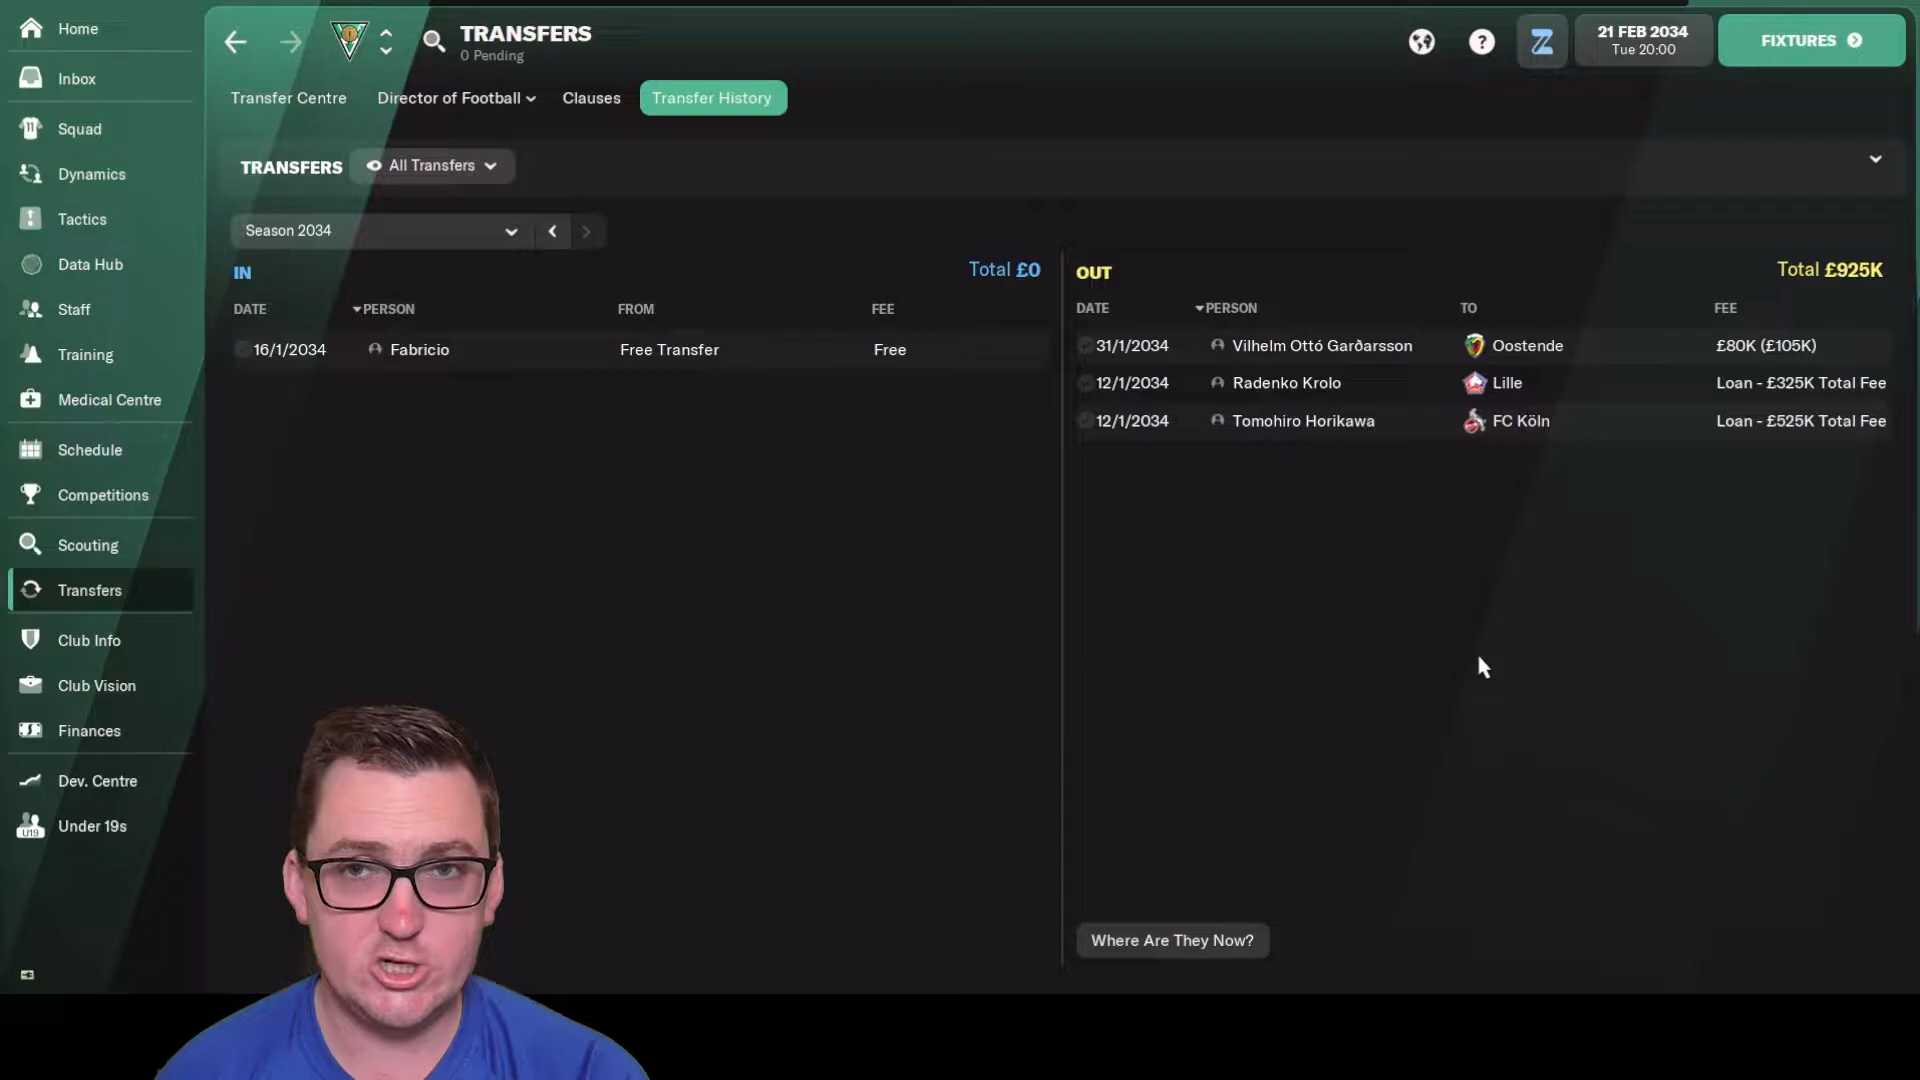 Home
Inbox
Squad
Dynamics
Tactics
Data Hub
Staff
Training
Medical Centre
Schedule
Competitions
Scouting
Transfers
Club Info
Club Vision
Finances
Dev. Centre
U19
Under 19s
TRANSFERS
0 Pending
?
21 FEB 2034
Tue 20:00
FIXTURES
Transfer Centre Director of Football Clauses Transfer History
TRANSFERS All Transfers
Season 2034
IN Total £0
DATE PERSON FROM FEE
16/1/2034 Fabricio Free Transfer Free
OUT Total £925K
DATE PERSON TO FEE
31/1/2034 Vilhelm Ottó Garðarsson Oostende £80K (£105K)
12/1/2034 Radenko Krolo Lille Loan - £325K Total Fee
12/1/2034 Tomohiro Horikawa FC Köln Loan - £525K Total Fee
Where Are They Now?